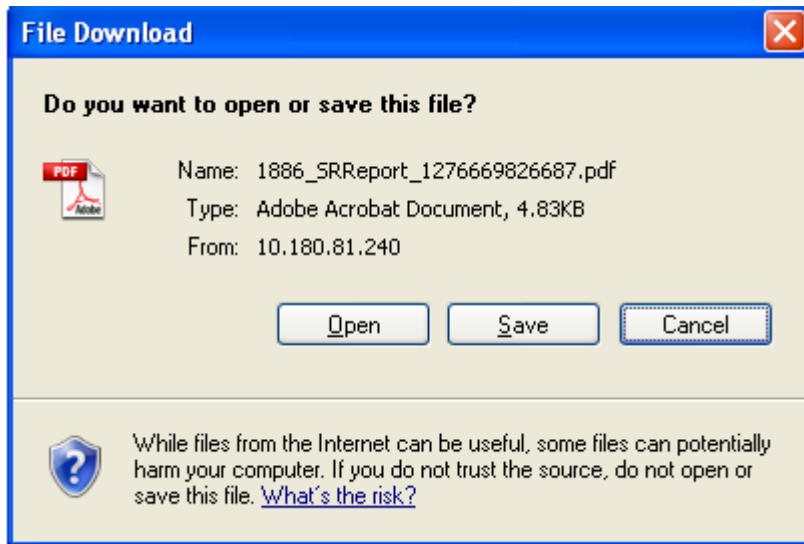 File Download
Do you want to open or save this file?
PDF
Adobe
Name: 1886_SRReport_1276669826687.pdf
Type: Adobe Acrobat Document, 4.83KB
From: 10.180.81.240
Open Save Cancel
While files from the Internet can be useful, some files can potentially
harm your computer. If you do not trust the source, do not open or
save this file. What's the risk?